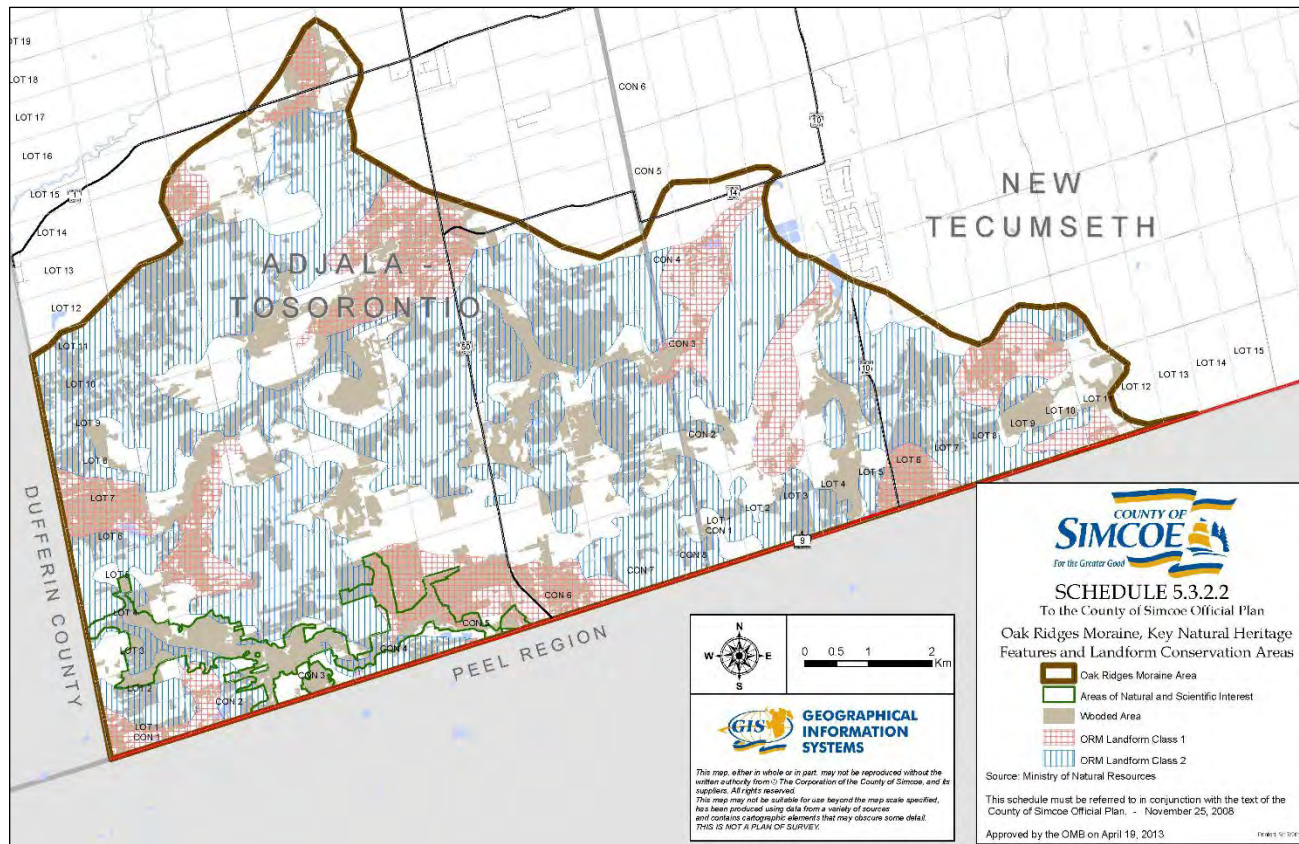 LOT 19
LOT 18
LOT 17
LOT 16
LOT 15
LOT 14
LOT 13
LOT 12
LOT 11
LOT 10
LOT 9
LOT 8
LOT 7
LOT 6
LOT 5
LOT 4
LOT 3
LOT 2
LOT 1
CON 1
CON 2
CON 3
CON 4
CON 5
CON 6
CON 7
CON 8
1
50
10
14
10
9
CON 6
CON 5
CON 4
CON 3
CON 2
LOT 1
CON 1
LOT 2
LOT 3
LOT 4
LOT 5
LOT 6
LOT 7
LOT 8
LOT 9
LOT 10
LOT 11
LOT 12
LOT 13
LOT 14
LOT 15
ADJALA -
TOSORONTIO
NEW
TECUMSETH
DUFFERIN COUNTY
PEEL REGION
N
W E
S
0 0.5 1 2
Km
GIS
GEOGRAPHICAL
INFORMATION
SYSTEMS
This map, either in whole or in part, may not be reproduced without the
written authority from © The Corporation of the County of Simcoe, and its
suppliers. All rights reserved.
This map may not be suitable for use beyond the map scale specified,
has been produced using data from a variety of sources
and contains cartographic elements that may obscure some detail.
THIS IS NOT A PLAN OF SURVEY.
COUNTY OF
SIMCOE
For the Greater Good
SCHEDULE 5.3.2.2
To the County of Simcoe Official Plan
Oak Ridges Moraine, Key Natural Heritage
Features and Landform Conservation Areas
Oak Ridges Moraine Area
Areas of Natural and Scientific Interest
Wooded Area
ORM Landform Class 1
ORM Landform Class 2
Source: Ministry of Natural Resources
This schedule must be referred to in conjunction with the text of the
County of Simcoe Official Plan. - November 25, 2008
Approved by the OMB on April 19, 2013